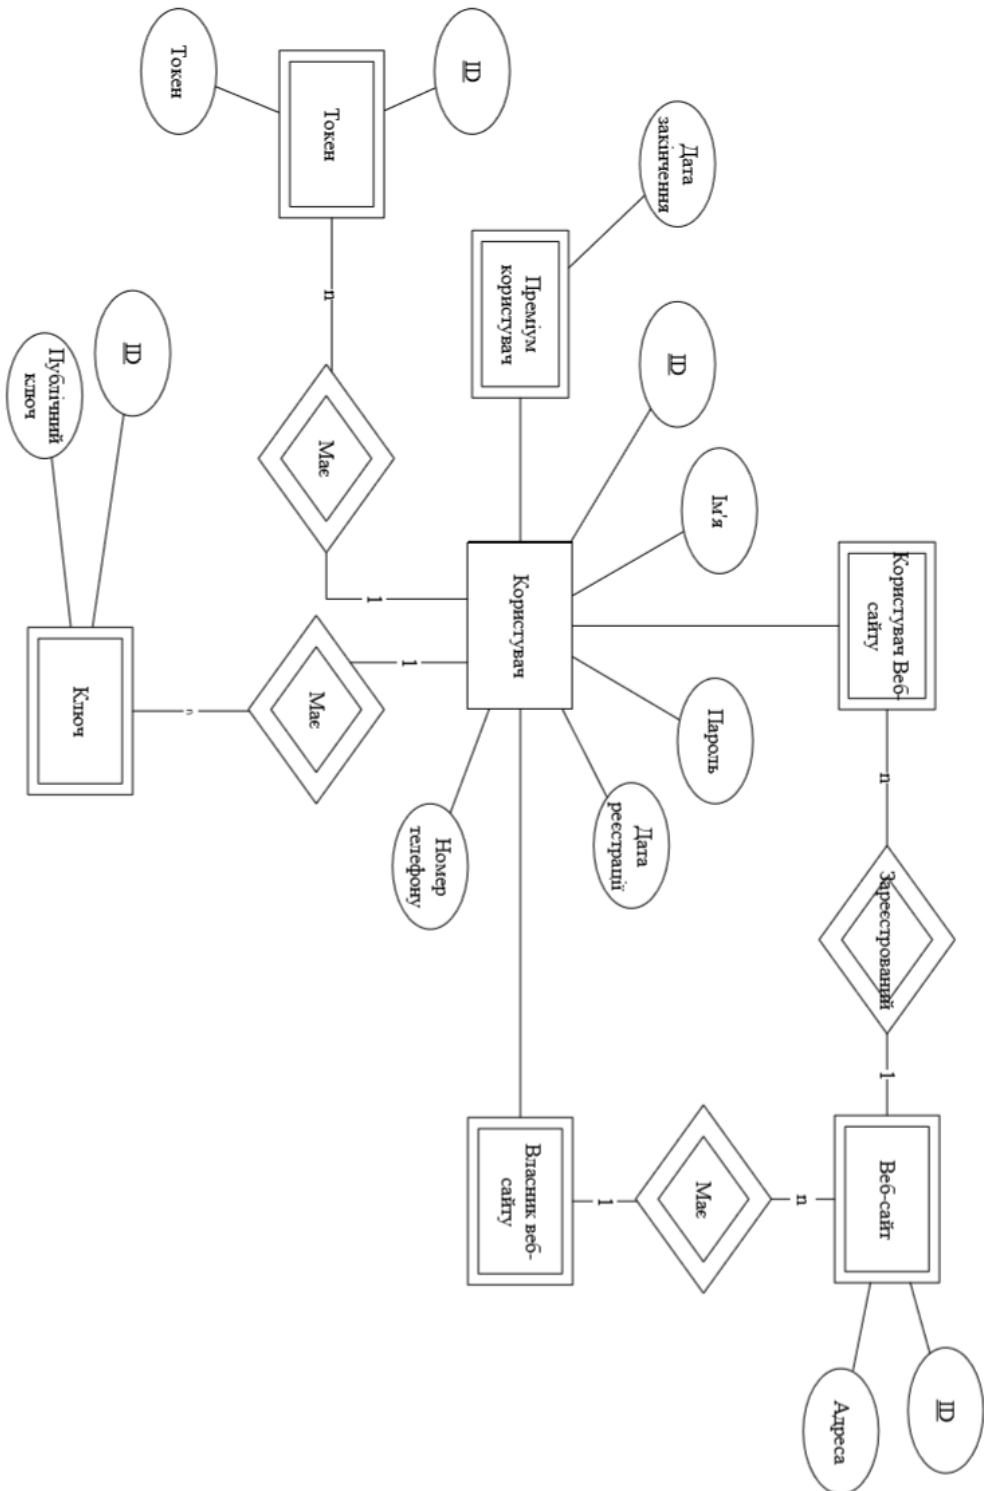 ID
Користувач Веб-
сайту
n
Зареєстрований
1
Веб-сайт
Адреса
n
Ім'я
Пароль
Має
Дата
закінчення
ID
Дата
реєстрації
1
Преміум
користувач
Користувач
Власник веб-
сайту
ID
Номер
телефону
1
1
Токен
n
Має
Має
n
Токен
ID
Ключ
Публічний
ключ